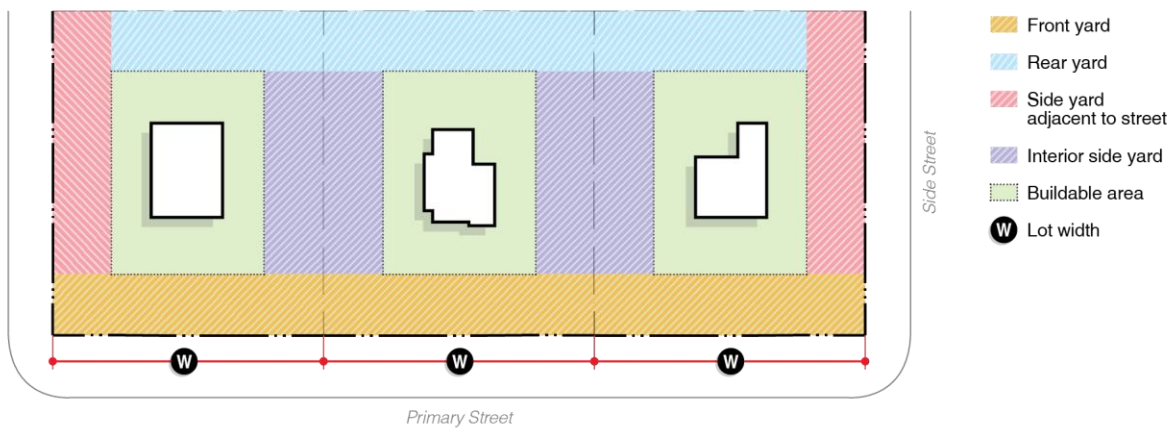 Front yard
Rear yard
Side yard
adjacent to street
Interior side yard
Buildable area
W Lot width
Side Street
W
W
W
Primary Street